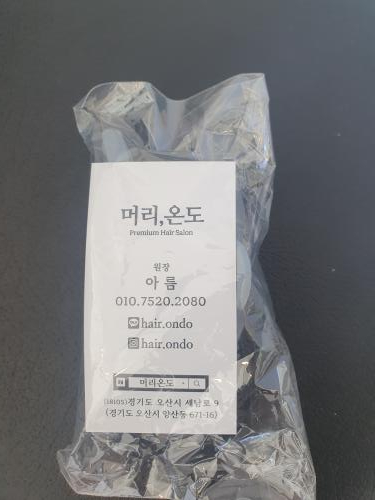 머리,온도
Premium Hair Salon
원장
아 름
010.7520.2080
hair.ondo
hair.ondo
머리온도
(18105)경기도 오산시 세남로 9
(경기도 오산시 양산동 671-16)